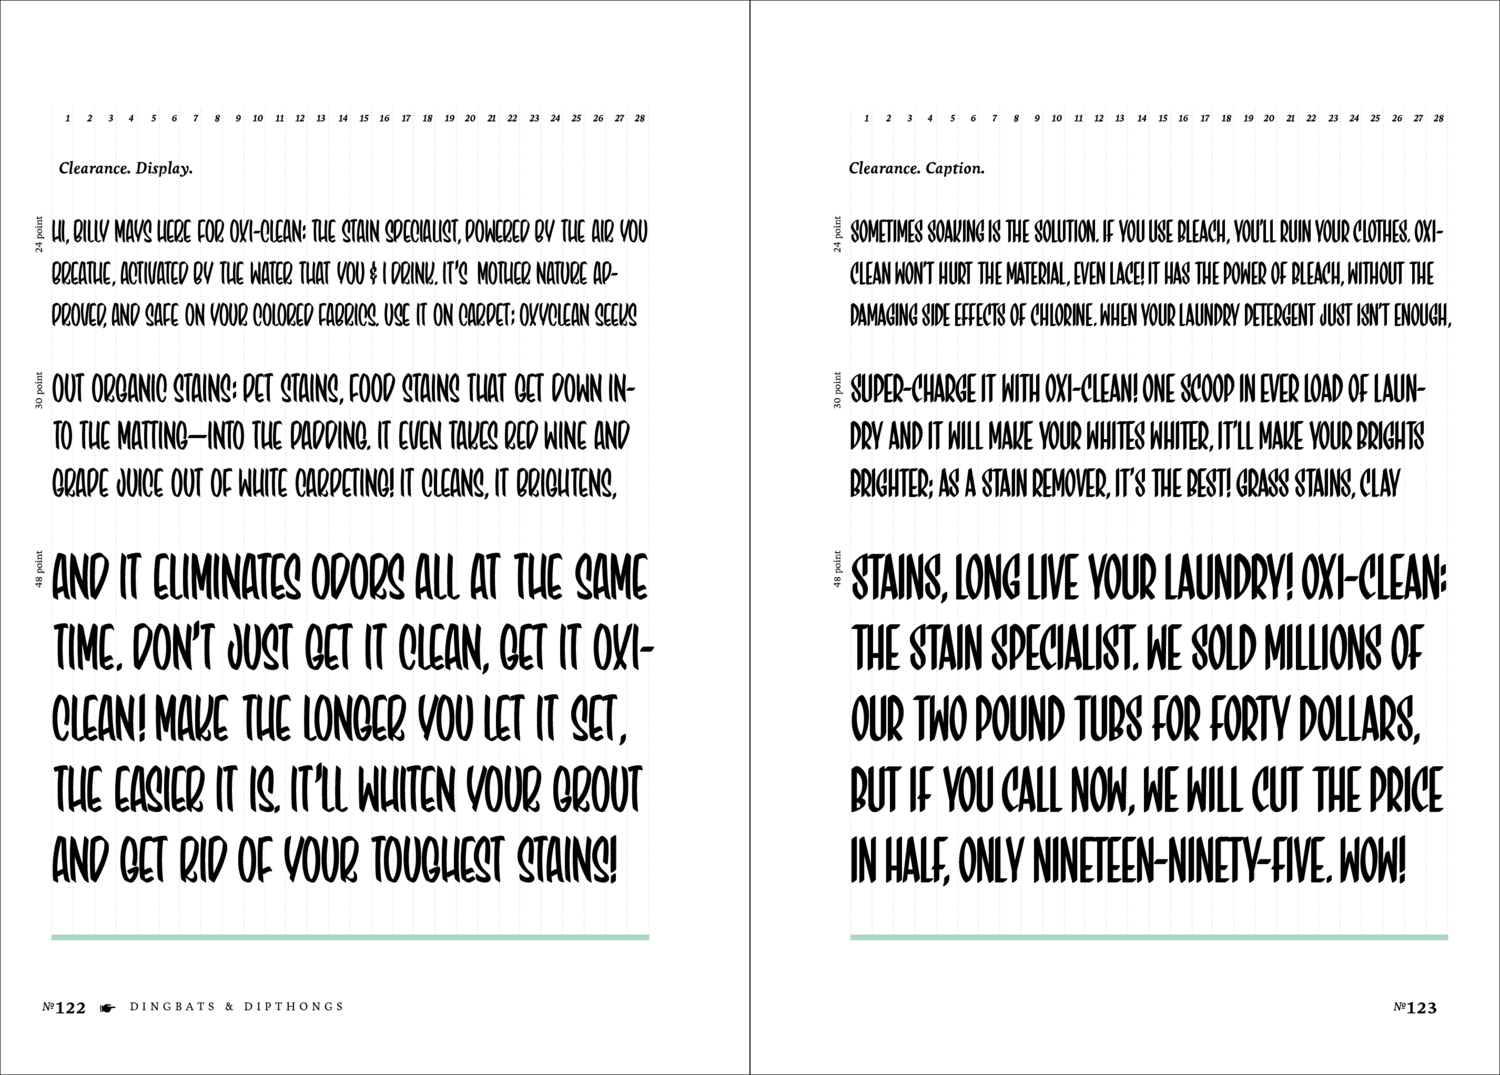 1 2 3 4 5 6 7 8 9 10 11 12 13 14 15 16 17 18 19 20 21 22 23 24 25 26 27 28
Clearance. Display.
24 point
HI, BILLY MAYS HERE FOR OXI-CLEAN: THE STAIN SPECIALIST, POWERED BY THE AIR YOU
BREATHE, ACTIVATED BY THE WATER THAT YOU & I DRINK. IT'S MOTHER NATURE AP-
PROVED, AND SAFE ON YOUR COLORED FABRICS. USE IT ON CARPET: OXYCLEAN SEEKS
30 point
OUT ORGANIC STAINS: PET STAINS, FOOD STAINS THAT GET DOWN IN-
TO THE MATTING—INTO THE PADDING. IT EVEN TAKES RED WINE AND
GRAPE JUICE OUT OF WHITE CARPETING! IT CLEANS, IT BRIGHTENS,
48 point
AND IT ELIMINATES ODORS ALL AT THE SAME
TIME. DON'T JUST GET IT CLEAN, GET IT OXI-
CLEAN! MAKE THE LONGER YOU LET IT SET,
THE EASIER IT IS. IT'LL WHITEN YOUR GROUT
AND GET RID OF YOUR TOUGHEST STAINS!
№122 DINGBATS & DIPTHONGS
1 2 3 4 5 6 7 8 9 10 11 12 13 14 15 16 17 18 19 20 21 22 23 24 25 26 27 28
Clearance. Caption.
24 point
SOMETIMES SOAKING IS THE SOLUTION. IF YOU USE BLEACH, YOU'LL RUIN YOUR CLOTHES. OXI-
CLEAN WON'T HURT THE MATERIAL, EVEN LACE! IT HAS THE POWER OF BLEACH, WITHOUT THE
DAMAGING SIDE EFFECTS OF CHLORINE. WHEN YOUR LAUNDRY DETERGENT JUST ISN'T ENOUGH,
30 point
SUPER-CHARGE IT WITH OXI-CLEAN! ONE SCOOP IN EVER LOAD OF LAUN-
DRY AND IT WILL MAKE YOUR WHITES WHITER, IT'LL MAKE YOUR BRIGHTS
BRIGHTER; AS A STAIN REMOVER, IT'S THE BEST! GRASS STAINS, CLAY
48 point
STAINS, LONG LIVE YOUR LAUNDRY! OXI-CLEAN:
THE STAIN SPECIALIST. WE SOLD MILLIONS OF
OUR TWO POUND TUBS FOR FORTY DOLLARS,
BUT IF YOU CALL NOW, WE WILL CUT THE PRICE
IN HALF, ONLY NINETEEN-NINETY-FIVE. WOW!
№123